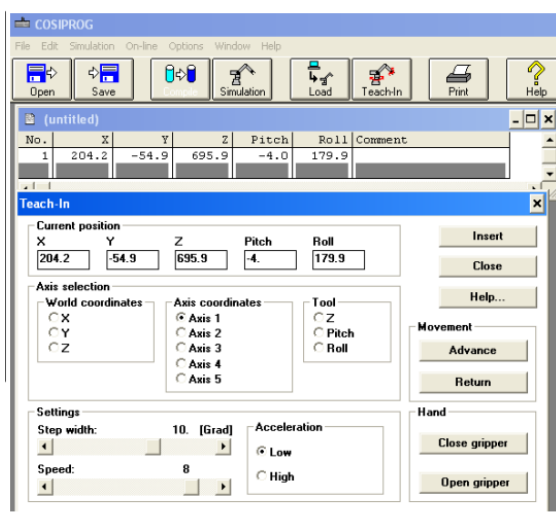 COSIPROG
File Edit Simulation On-line Options Window Help
Open Save Compile Simulation Load Teach-In Print Help
(untitled)
No. X Y Z Pitch Roll Comment
1 204.2 -54.9 695.9 -4.0 179.9
Teach-In
Current position
X Y Z Pitch Roll
204.2 -54.9 695.9 -4. 179.9
Insert
Close
Help...
Axis selection
World coordinates
X
Y
Z
Axis coordinates
Axis 1
Axis 2
Axis 3
Axis 4
Axis 5
Tool
Z
Pitch
Roll
Movement
Advance
Return
Settings
Step width: 10. [Grad]
Speed: 8
Acceleration
Low
High
Hand
Close gripper
Open gripper